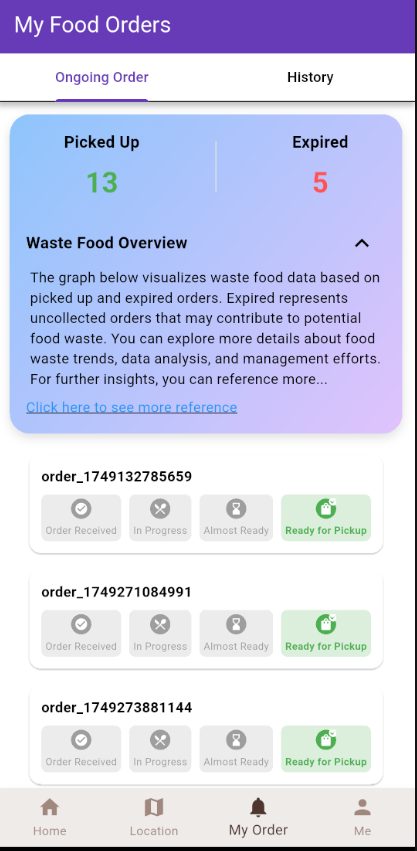 My Food Orders
Ongoing Order History
Picked Up Expired
13 5
Waste Food Overview
The graph below visualizes waste food data based on
picked up and expired orders. Expired represents
uncollected orders that may contribute to potential
food waste. You can explore more details about food
waste trends, data analysis, and management efforts.
For further insights, you can reference more...
Click here to see more reference
order_1749132785659
Order Received In Progress Almost Ready Ready for Pickup
order_1749271084991
Order Received In Progress Almost Ready Ready for Pickup
order_1749273881144
Order Received In Progress Almost Ready Ready for Pickup
Home Location My Order Me